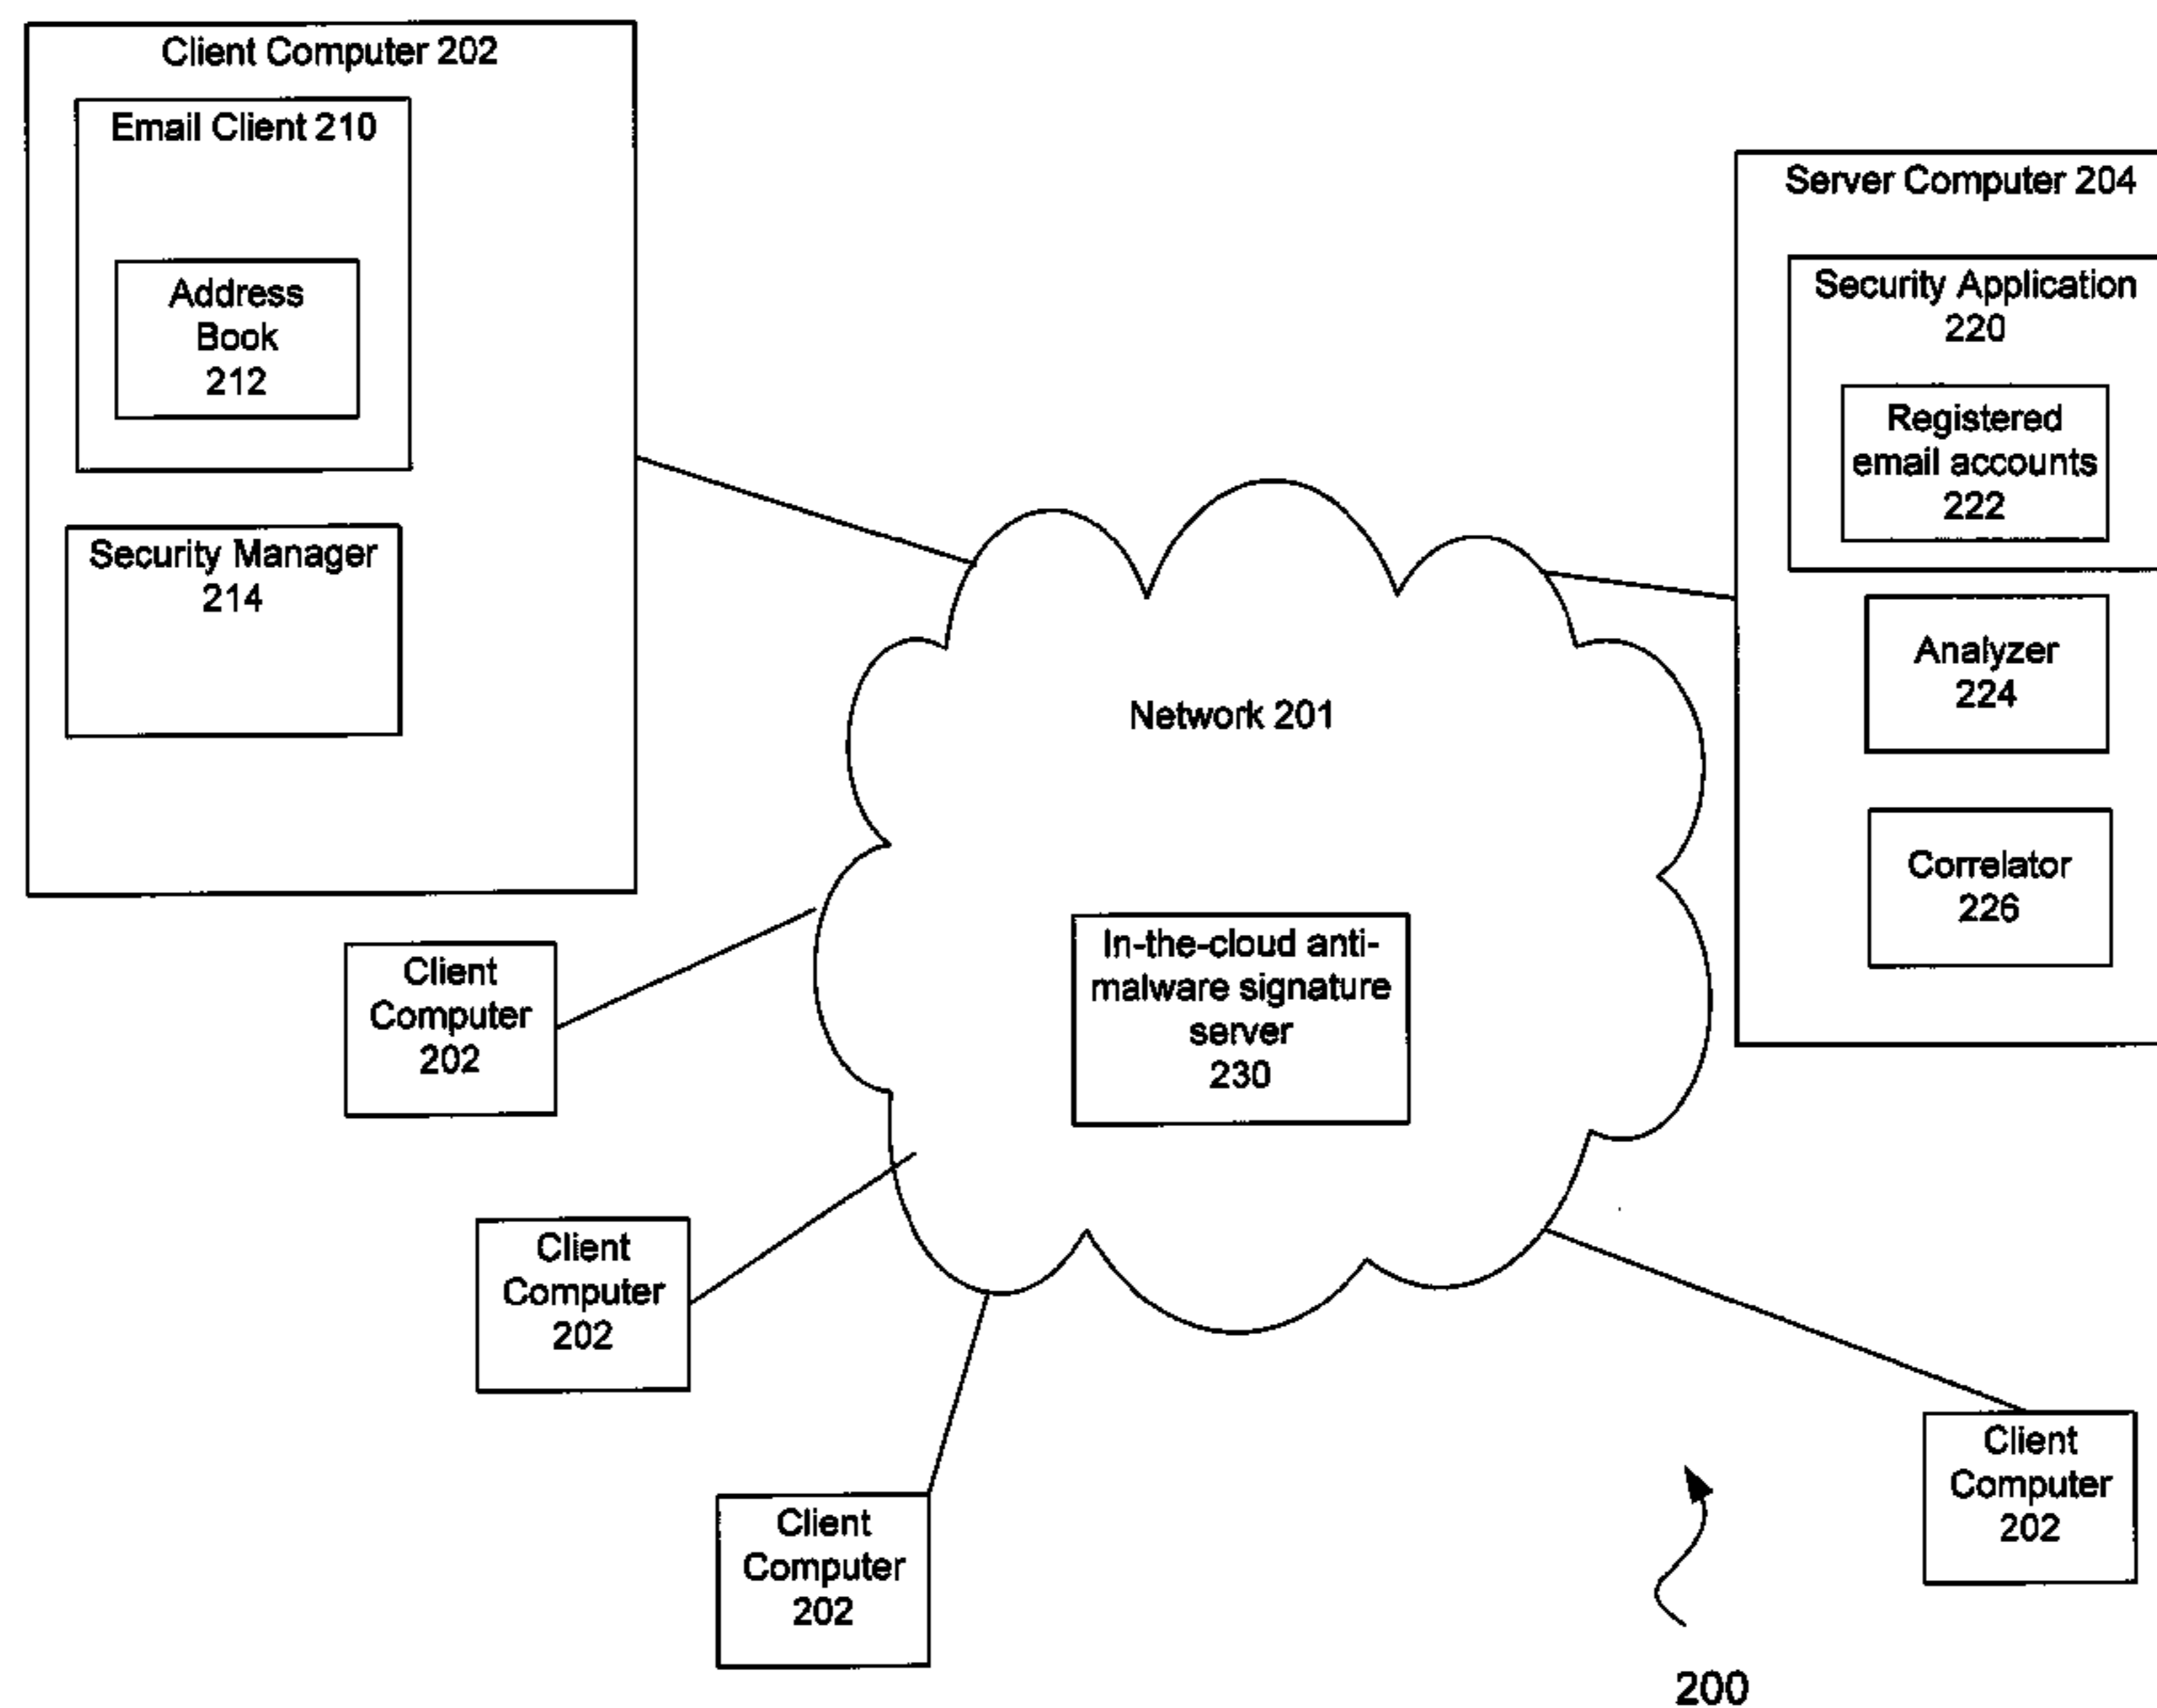 Client Computer 202
Email Client 210
Address
Book
212
Security Manager
214
Server Computer 204
Security Application
220
Registered
email accounts
222
Analyzer
224
Correlator
226
Network 201
In-the-cloud anti-
malware signature
server
230
Client
Computer
202
Client
Computer
202
Client
Computer
202
Client
Computer
202
200